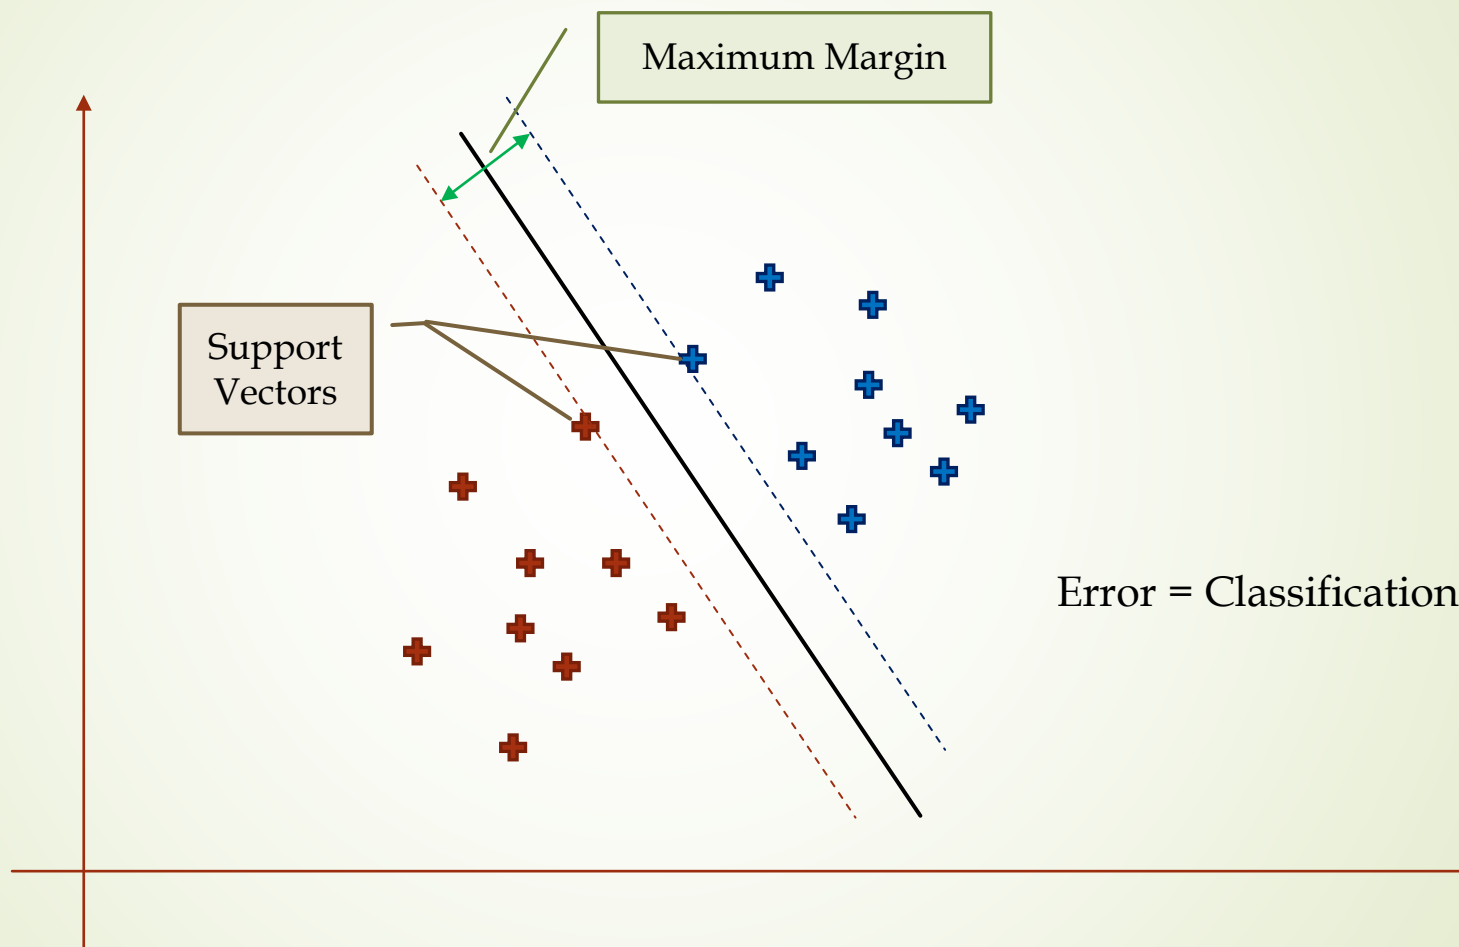 Maximum Margin
Support
Vectors
Error = Classification